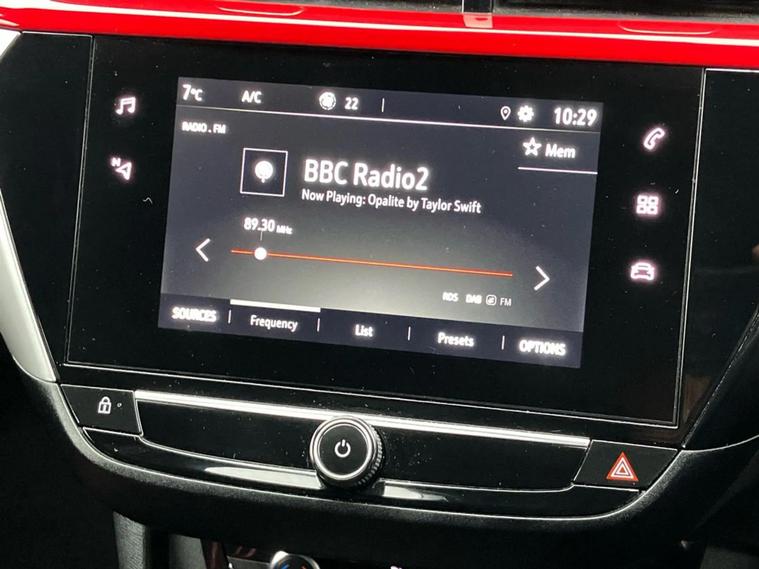 7°C A/C 22 10:29
RADIO . FM
Mem
BBC Radio2
Now Playing: Opalite by Taylor Swift
89.30 MHz
RDS DAB FM
SOURCES Frequency List Presets OPTIONS
N